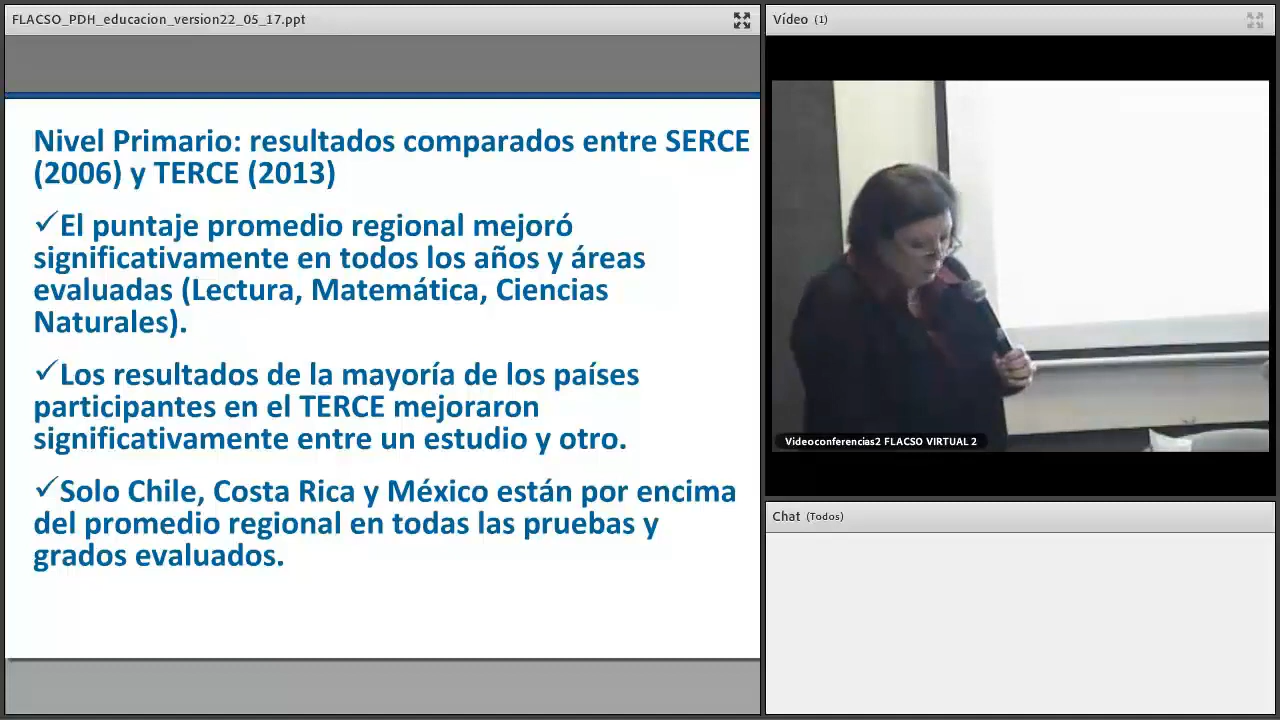 FLACSO_PDH_educacion_version22_05_17.ppt
Nivel Primario: resultados comparados entre SERCE
(2006) y TERCE (2013)
✓El puntaje promedio regional mejoró
significativamente en todos los años y áreas
evaluadas (Lectura, Matemática, Ciencias
Naturales).
✓Los resultados de la mayoría de los países
participantes en el TERCE mejoraron
significativamente entre un estudio y otro.
✓Solo Chile, Costa Rica y México están por encima
del promedio regional en todas las pruebas y
grados evaluados.
Vídeo (1)
Videoconferencias2 FLACSO VIRTUAL 2
Chat (Todos)